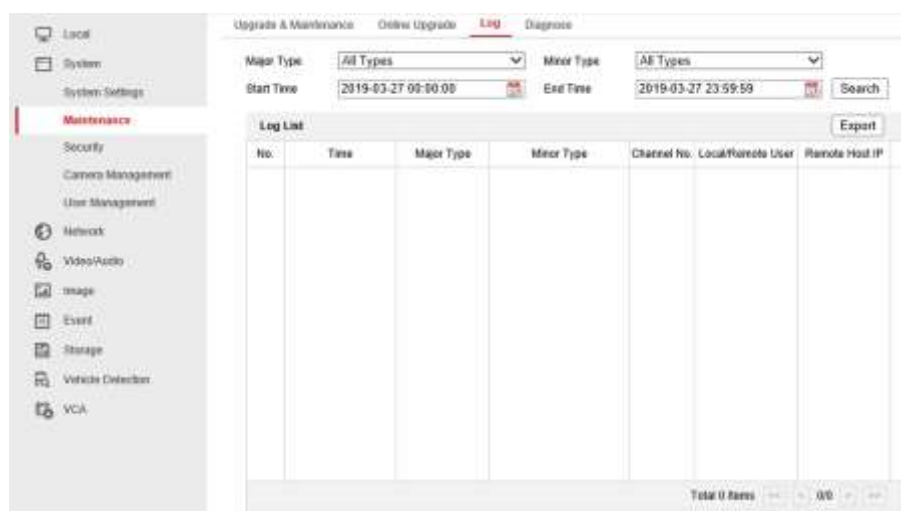 Local
System
System Settings
Maintenance
Security
Camera Management
User Management
Network
Video/Audio
Image
Event
Storage
Vehicle Detection
VCA
Upgrade & Maintenance Online Upgrade Log Diagnose
Major Type All Types Minor Type All Types
Start Time 2019-03-27 00:00:00 End Time 2019-03-27 23:59:59 Search
Log List Export
No. Time Major Type Minor Type Channel No. Local/Remote User Remote Host IP
Total 0 Items << < 0/0 > >>